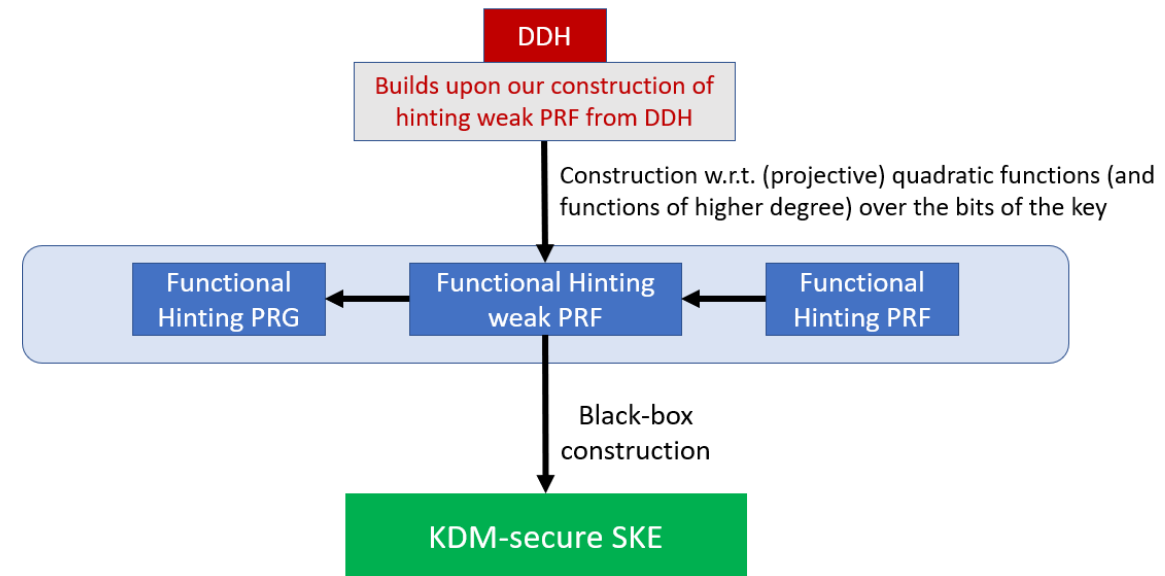 DDH
Builds upon our construction of
hinting weak PRF from DDH
Construction w.r.t. (projective) quadratic functions (and
functions of higher degree) over the bits of the key
Functional
Hinting PRG
Functional Hinting
weak PRF
Functional
Hinting PRF
Black-box
construction
KDM-secure SKE